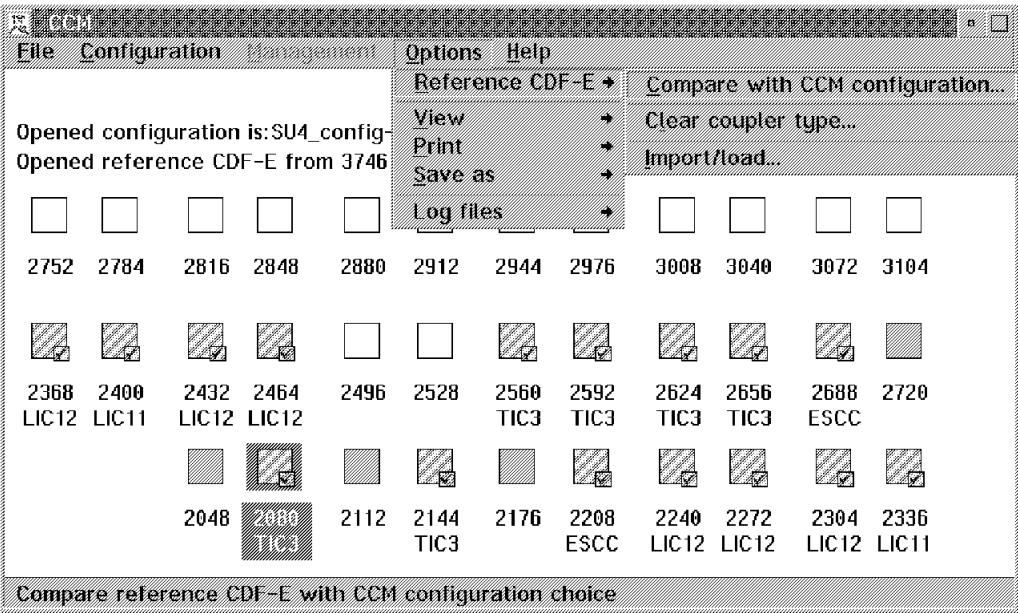 CCM
File Configuration Management Options Help
Reference CDF-E
Compare with CCM configuration...
Clear coupler type...
Import/load...
View
Print
Save as
Log files
Opened configuration is:SU4_config-
Opened reference CDF-E from 3746
2752 2784 2816 2848 2880 2912 2944 2976 3008 3040 3072 3104
2368 2400 2432 2464 2496 2528 2560 2592 2624 2656 2688 2720
LIC12 LIC11 LIC12 LIC12 TIC3 TIC3 TIC3 TIC3 ESCC
2048 2080 2112 2144 2176 2208 2240 2272 2304 2336
TIC3 TIC3 ESCC LIC12 LIC12 LIC12 LIC11
Compare reference CDF-E with CCM configuration choice